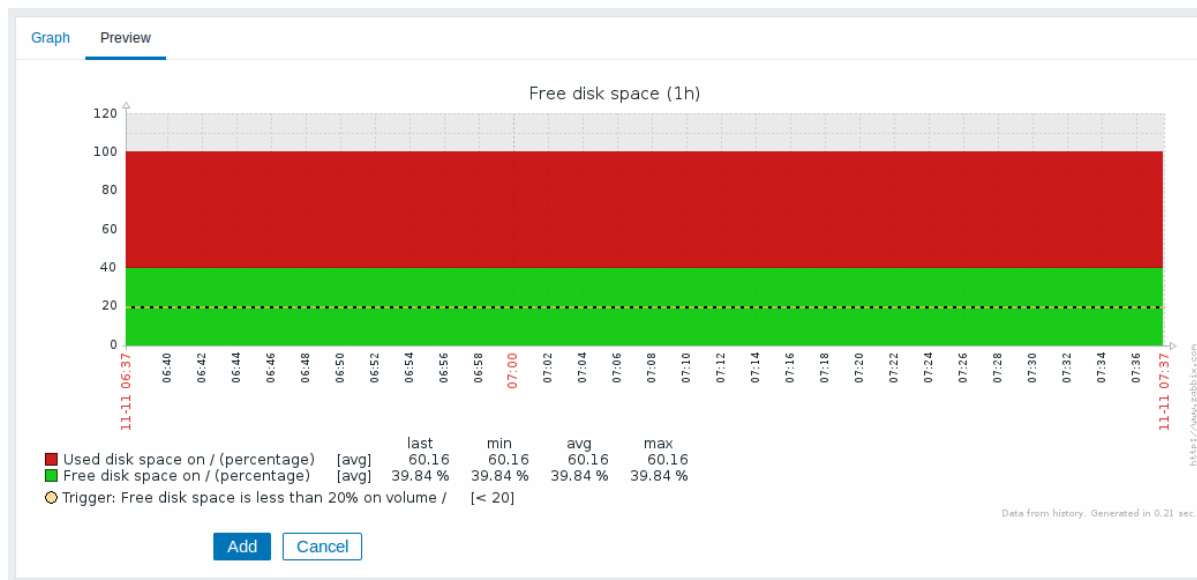 Graph Preview
Free disk space (1h)
120
100
80
60
40
20
0
11-11 06:37 06:40 06:42 06:44 06:46 06:48 06:50 06:52 06:54 06:56 06:58 07:00 07:02 07:04 07:06 07:08 07:10 07:12 07:14 07:16 07:18 07:20 07:22 07:24 07:26 07:28 07:30 07:32 07:34 07:36 11-11 07:37
http://www.zabbix.com
last min avg max
Used disk space on / (percentage) [avg] 60.16 60.16 60.16 60.16
Free disk space on / (percentage) [avg] 39.84 % 39.84 % 39.84 % 39.84 %
Trigger: Free disk space is less than 20% on volume / [< 20]
Data from history. Generated in 0.21 sec.
Add Cancel